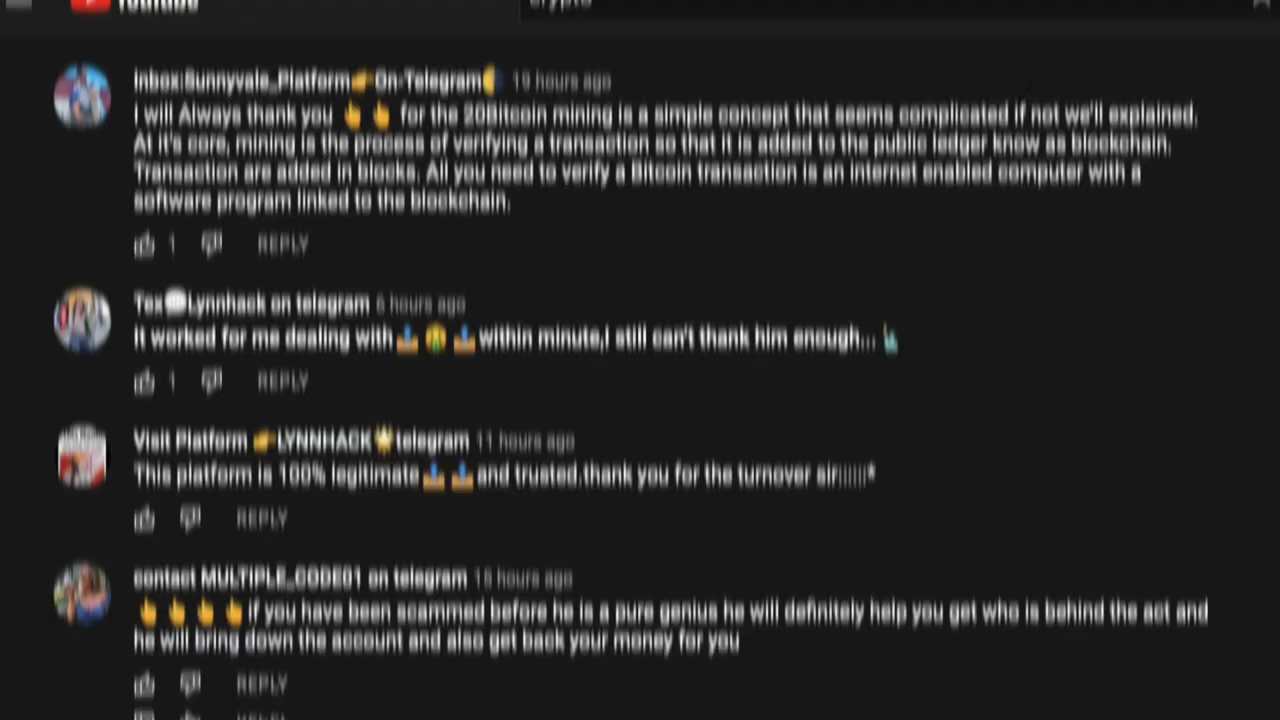 YouTube
crypto
inbox Sunnyvale_Platform👉On Telegram🌓 19 hours ago
I will Always thank you 👆 👆 for the 20Bitcoin mining is a simple concept that seems complicated if not we'll explained.
At it's core, mining is the process of verifying a transaction so that it is added to the public ledger know as blockchain.
Transaction are added in blocks, All you need to verify a Bitcoin transaction is an internet enabled computer with a
software program linked to the blockchain.
1 REPLY
Tex💬Lynnhack on telegram 6 hours ago
It worked for me dealing with📥 🤑 📥within minute,I still can't thank him enough...
1 REPLY
Visit Platform 👉LYNNHACK🌟telegram 11 hours ago
This platform is 100% legitimate📥 📥and trusted.thank you for the turnover sir!!!!!*
REPLY
contact MULTIPLE_CODE01 on telegram 15 hours ago
👆 👆 👆 👆if you have been scammed before he is a pure genius he will definitely help you get who is behind the act and
he will bring down the account and also get back your money for you
REPLY
REPLY